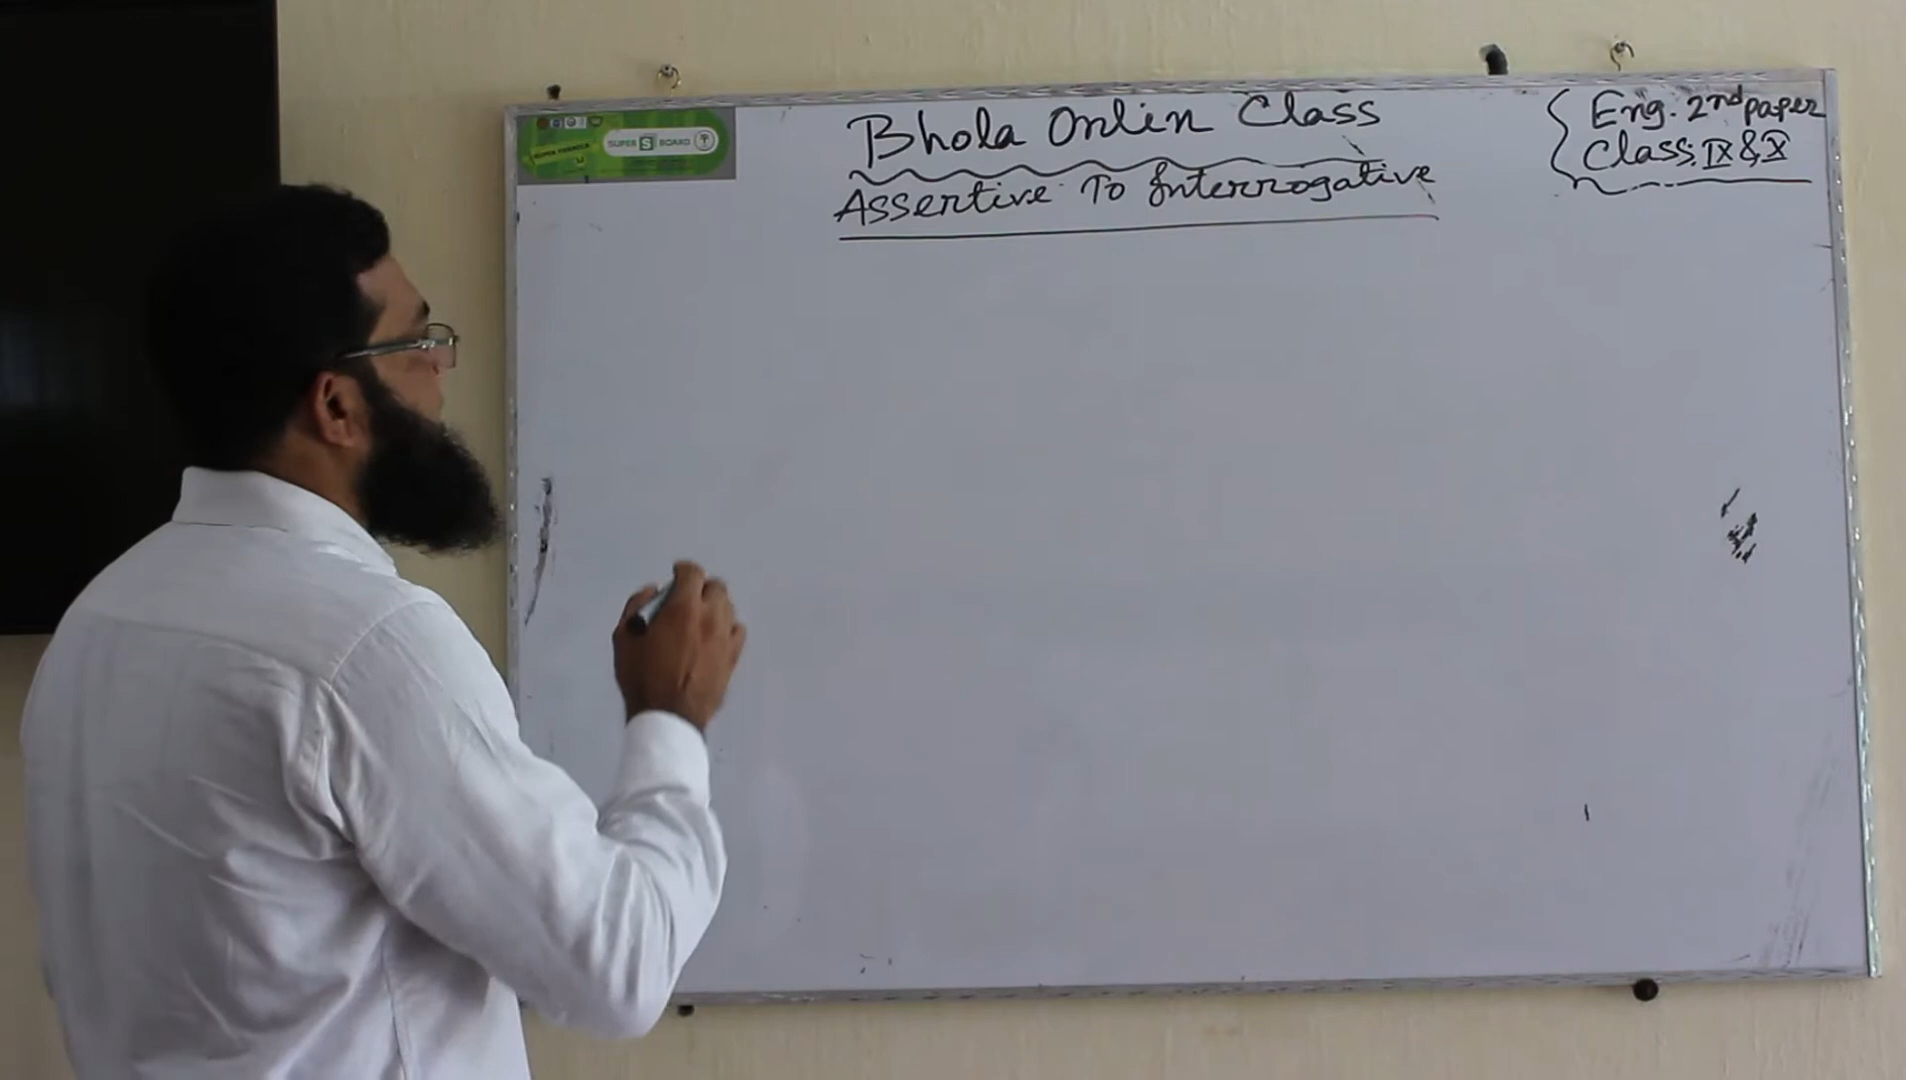 SUPER S BOARD
Bhola Onlin Class
Assertive To Interrogative
Eng. 2nd paper
Class: IX & X